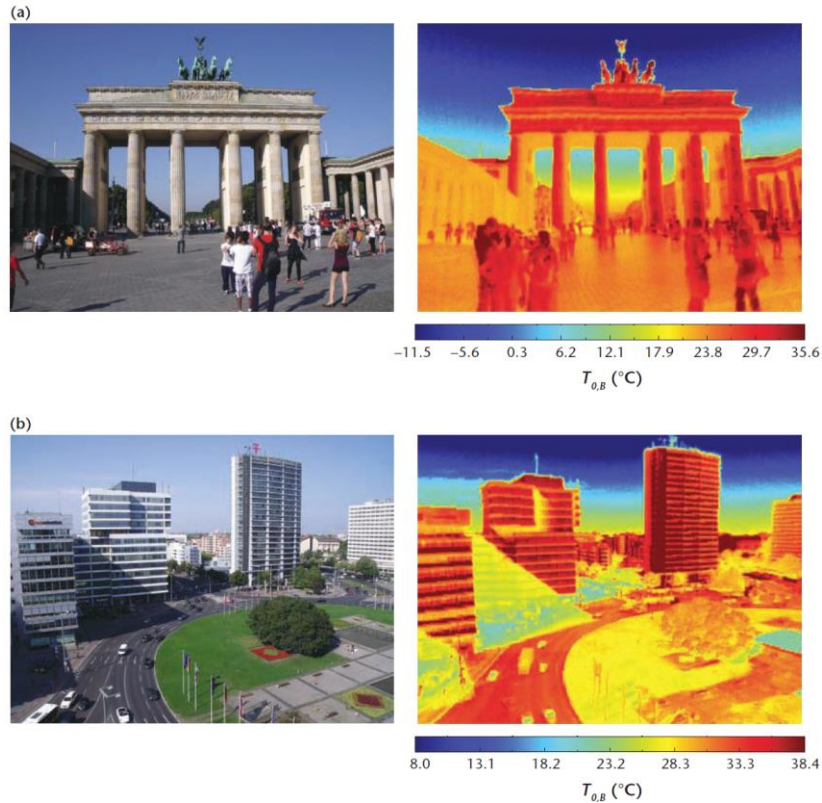 (a)
−11.5 −5.6 0.3 6.2 12.1 17.9 23.8 29.7 35.6
T0,B (°C)
(b)
8.0 13.1 18.2 23.2 28.3 33.3 38.4
T0,B (°C)